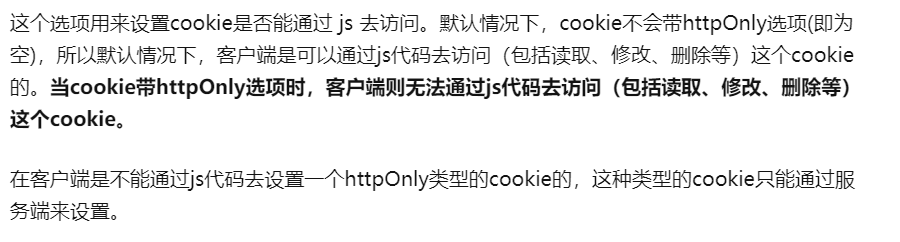 这个选项用来设置cookie是否能通过 js 去访问。默认情况下，cookie不会带httpOnly选项(即为
空)，所以默认情况下，客户端是可以通过js代码去访问（包括读取、修改、删除等）这个cookie
的。当cookie带httpOnly选项时，客户端则无法通过js代码去访问（包括读取、修改、删除等）
这个cookie。
在客户端是不能通过js代码去设置一个httpOnly类型的cookie的，这种类型的cookie只能通过服
务端来设置。